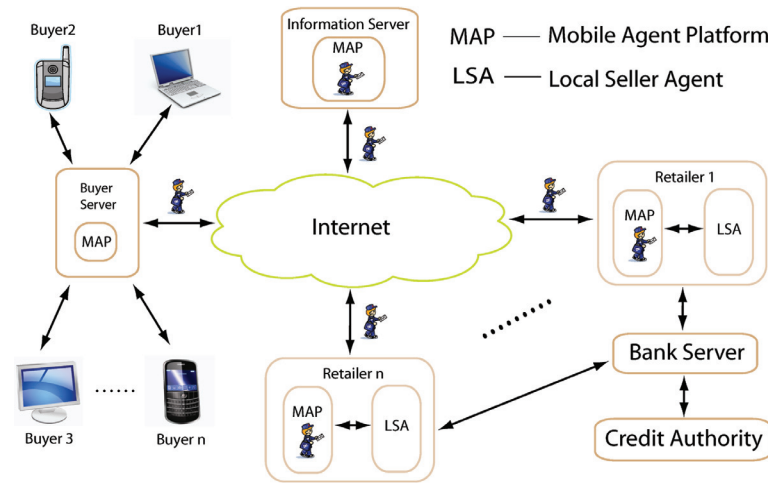 Buyer2
Buyer1
Information Server
MAP
MAP — Mobile Agent Platform
LSA — Local Seller Agent
Buyer
Server
MAP
Internet
Retailer 1
MAP
LSA
Bank Server
Credit Authority
Retailer n
MAP
LSA
Buyer 3
......
Buyer n